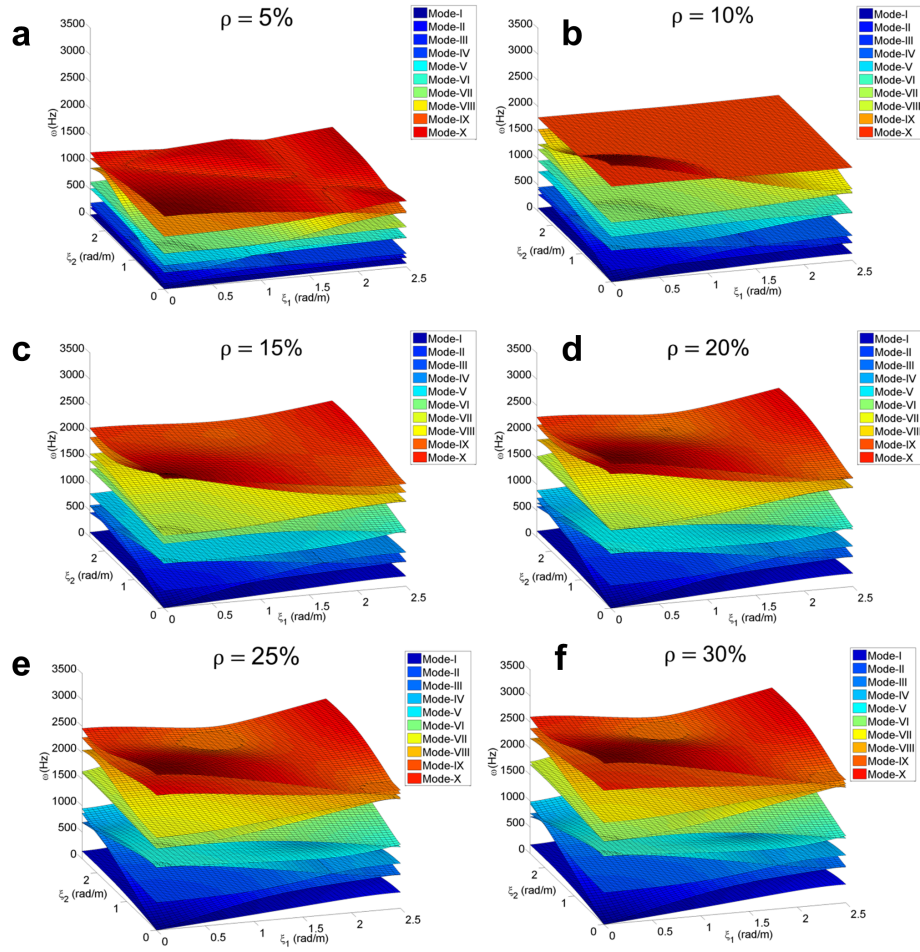 a
ρ = 5%
3500
3000
2500
2000
1500
1000
500
0
ω(Hz)
2
1
0
ξ2 (rad/m)
0
0.5
1
1.5
2
2.5
ξ1 (rad/m)
Mode-I
Mode-II
Mode-III
Mode-IV
Mode-V
Mode-VI
Mode-VII
Mode-VIII
Mode-IX
Mode-X
b
ρ = 10%
3500
3000
2500
2000
1500
1000
500
0
ω(Hz)
2
1
0
ξ2 (rad/m)
0
0.5
1
1.5
2
2.5
ξ1 (rad/m)
Mode-I
Mode-II
Mode-III
Mode-IV
Mode-V
Mode-VI
Mode-VII
Mode-VIII
Mode-IX
Mode-X
c
ρ = 15%
3500
3000
2500
2000
1500
1000
500
0
ω(Hz)
2
1
0
ξ2 (rad/m)
0
0.5
1
1.5
2
2.5
ξ1 (rad/m)
Mode-I
Mode-II
Mode-III
Mode-IV
Mode-V
Mode-VI
Mode-VII
Mode-VIII
Mode-IX
Mode-X
d
ρ = 20%
3500
3000
2500
2000
1500
1000
500
0
ω(Hz)
2
1
0
ξ2 (rad/m)
0
0.5
1
1.5
2
2.5
ξ1 (rad/m)
Mode-I
Mode-II
Mode-III
Mode-IV
Mode-V
Mode-VI
Mode-VII
Mode-VIII
Mode-IX
Mode-X
e
ρ = 25%
3500
3000
2500
2000
1500
1000
500
0
ω(Hz)
2
1
0
ξ2 (rad/m)
0
0.5
1
1.5
2
2.5
ξ1 (rad/m)
Mode-I
Mode-II
Mode-III
Mode-IV
Mode-V
Mode-VI
Mode-VII
Mode-VIII
Mode-IX
Mode-X
f
ρ = 30%
3500
3000
2500
2000
1500
1000
500
0
ω(Hz)
2
1
0
ξ2 (rad/m)
0
0.5
1
1.5
2
2.5
ξ1 (rad/m)
Mode-I
Mode-II
Mode-III
Mode-IV
Mode-V
Mode-VI
Mode-VII
Mode-VIII
Mode-IX
Mode-X